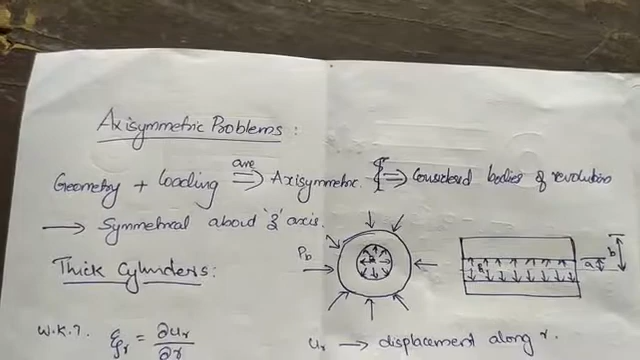 Axisymmetric Problems :
Geometry + Loading are ⇒ Axisymmetric. & ⇒ Considered bodies of revolution
→ Symmetrical about 'z' axis.
Thick Cylinders :
Pb
b
a
W.K.T. εr = ∂ur / ∂r
ur → displacement along r.